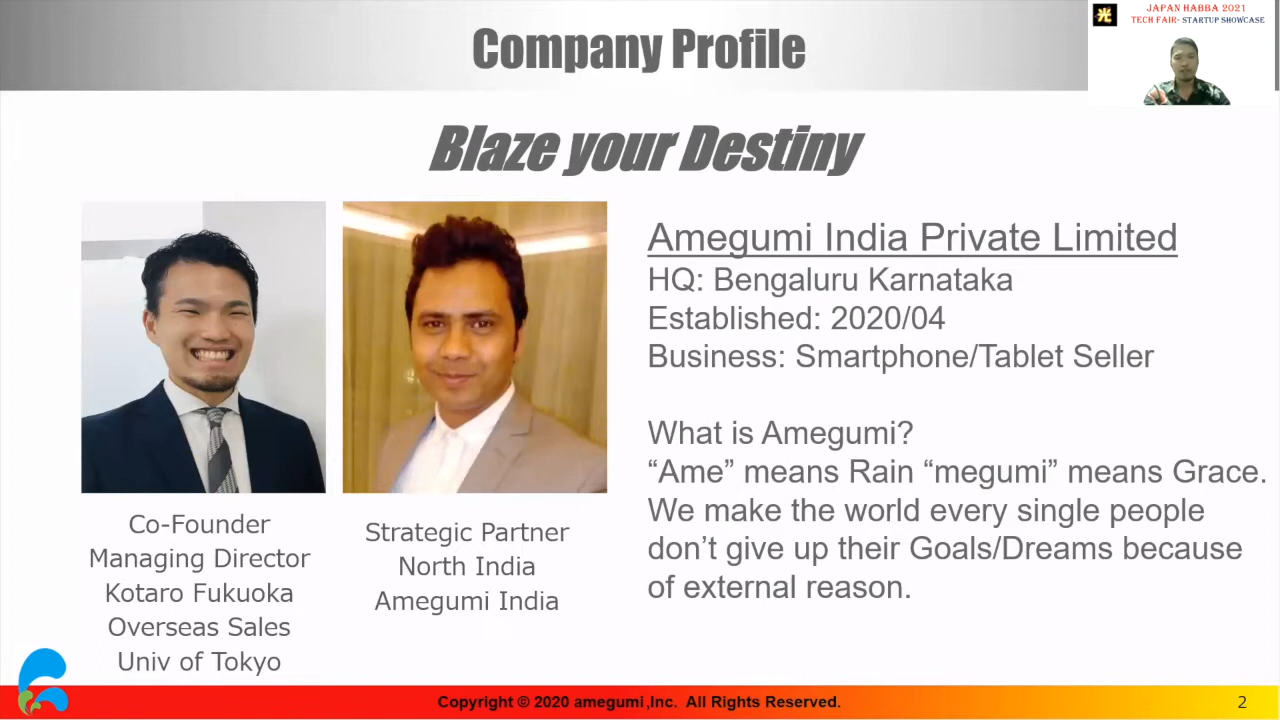 Company Profile
光
JAPAN HABBA 2021
TECH FAIR- STARTUP SHOWCASE
Blaze your Destiny
Co-Founder
Managing Director
Kotaro Fukuoka
Overseas Sales
Univ of Tokyo
Strategic Partner
North India
Amegumi India
Amegumi India Private Limited
HQ: Bengaluru Karnataka
Established: 2020/04
Business: Smartphone/Tablet Seller
What is Amegumi?
“Ame” means Rain “megumi” means Grace.
We make the world every single people
don’t give up their Goals/Dreams because
of external reason.
Copyright © 2020 amegumi,Inc. All Rights Reserved.
2